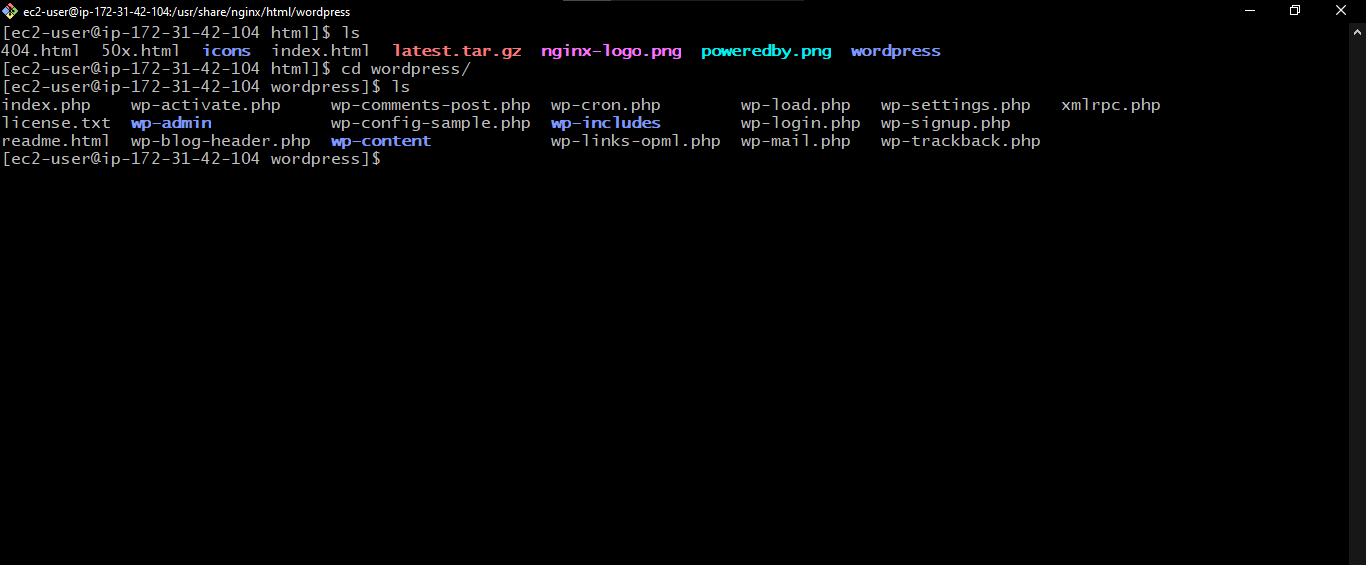 ec2-user@ip-172-31-42-104:/usr/share/nginx/html/wordpress
[ec2-user@ip-172-31-42-104 html]$ ls
404.html  50x.html  icons  index.html  latest.tar.gz  nginx-logo.png  poweredby.png  wordpress
[ec2-user@ip-172-31-42-104 html]$ cd wordpress/
[ec2-user@ip-172-31-42-104 wordpress]$ ls
index.php    wp-activate.php     wp-comments-post.php  wp-cron.php        wp-load.php   wp-settings.php   xmlrpc.php
license.txt  wp-admin            wp-config-sample.php  wp-includes        wp-login.php  wp-signup.php
readme.html  wp-blog-header.php  wp-content            wp-links-opml.php  wp-mail.php   wp-trackback.php
[ec2-user@ip-172-31-42-104 wordpress]$